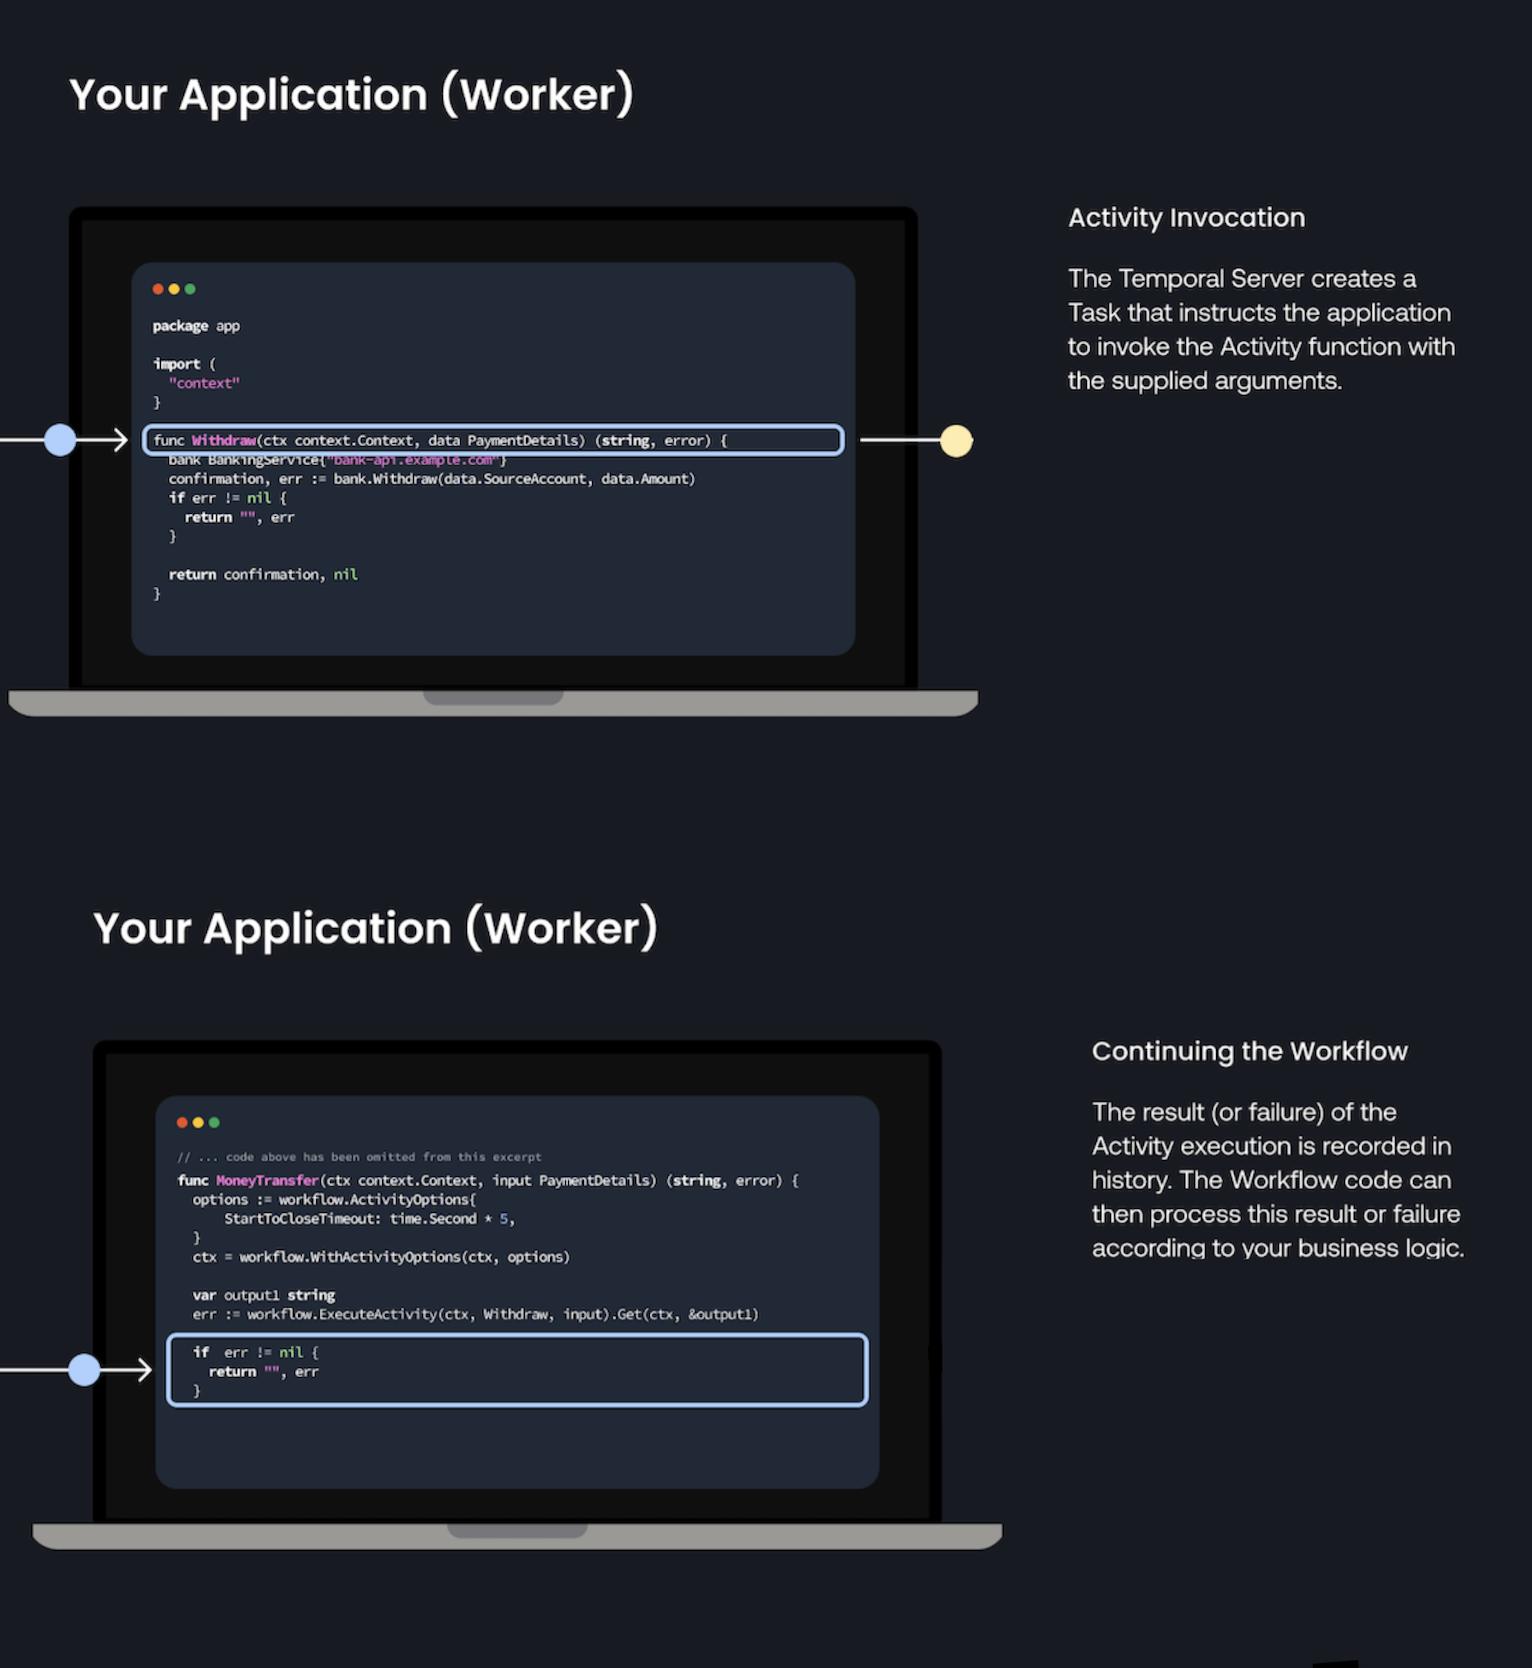 Your Application (Worker)
Activity Invocation
The Temporal Server creates a
Task that instructs the application
to invoke the Activity function with
the supplied arguments.
package app
import (
"context"
}
func Withdraw(ctx context.Context, data PaymentDetails) (string, error) {
bank BankingService{"bank-api.example.com"}
confirmation, err := bank.Withdraw(data.SourceAccount, data.Amount)
if err != nil {
return "", err
}
return confirmation, nil
}
Your Application (Worker)
Continuing the Workflow
The result (or failure) of the
Activity execution is recorded in
history. The Workflow code can
then process this result or failure
according to your business logic.
// ... code above has been omitted from this excerpt
func MoneyTransfer(ctx context.Context, input PaymentDetails) (string, error) {
options := workflow.ActivityOptions{
StartToCloseTimeout: time.Second * 5,
}
ctx = workflow.WithActivityOptions(ctx, options)
var output1 string
err := workflow.ExecuteActivity(ctx, Withdraw, input).Get(ctx, &output1)
if err != nil {
return "", err
}